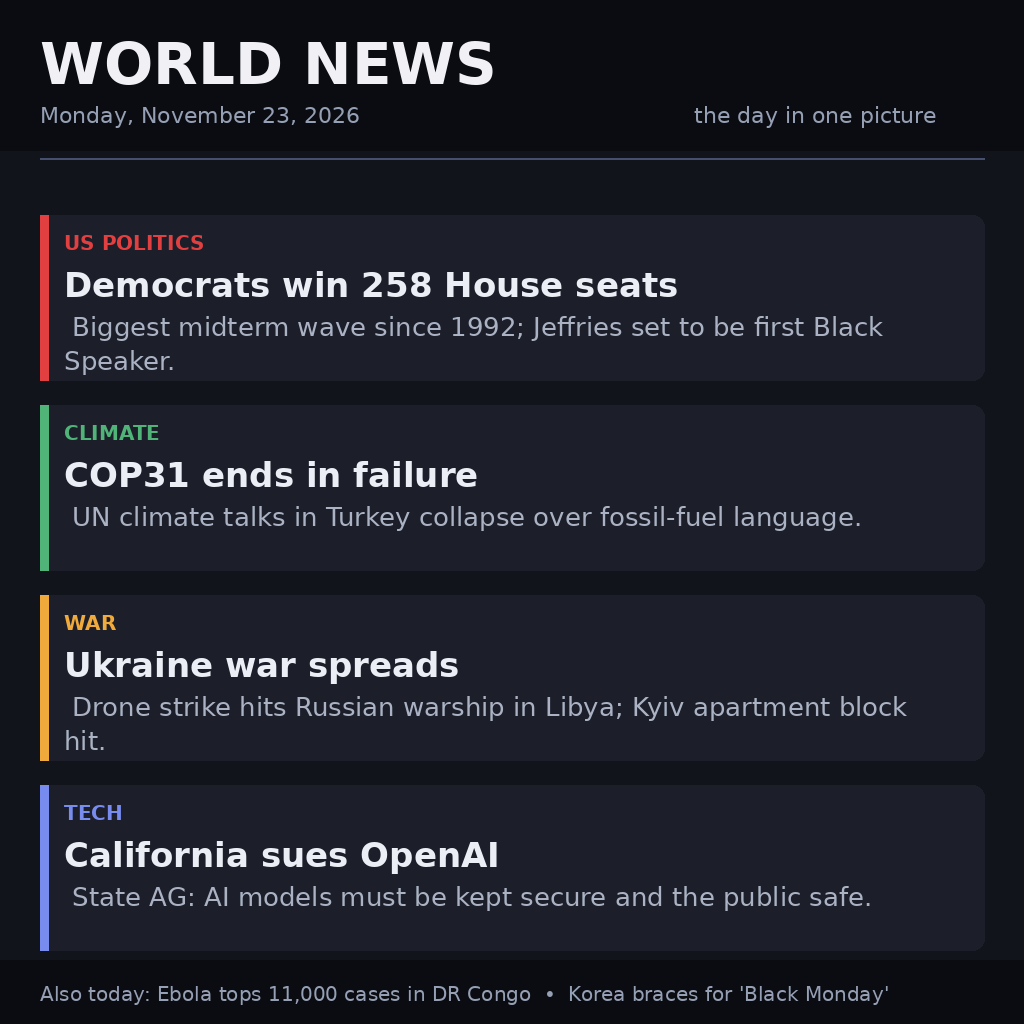 WORLD NEWS
Monday, November 23, 2026
the day in one picture
US POLITICS
Democrats win 258 House seats
Biggest midterm wave since 1992; Jeffries set to be first Black
Speaker.
CLIMATE
COP31 ends in failure
UN climate talks in Turkey collapse over fossil-fuel language.
WAR
Ukraine war spreads
Drone strike hits Russian warship in Libya; Kyiv apartment block
hit.
TECH
California sues OpenAI
State AG: AI models must be kept secure and the public safe.
Also today: Ebola tops 11,000 cases in DR Congo • Korea braces for 'Black Monday'